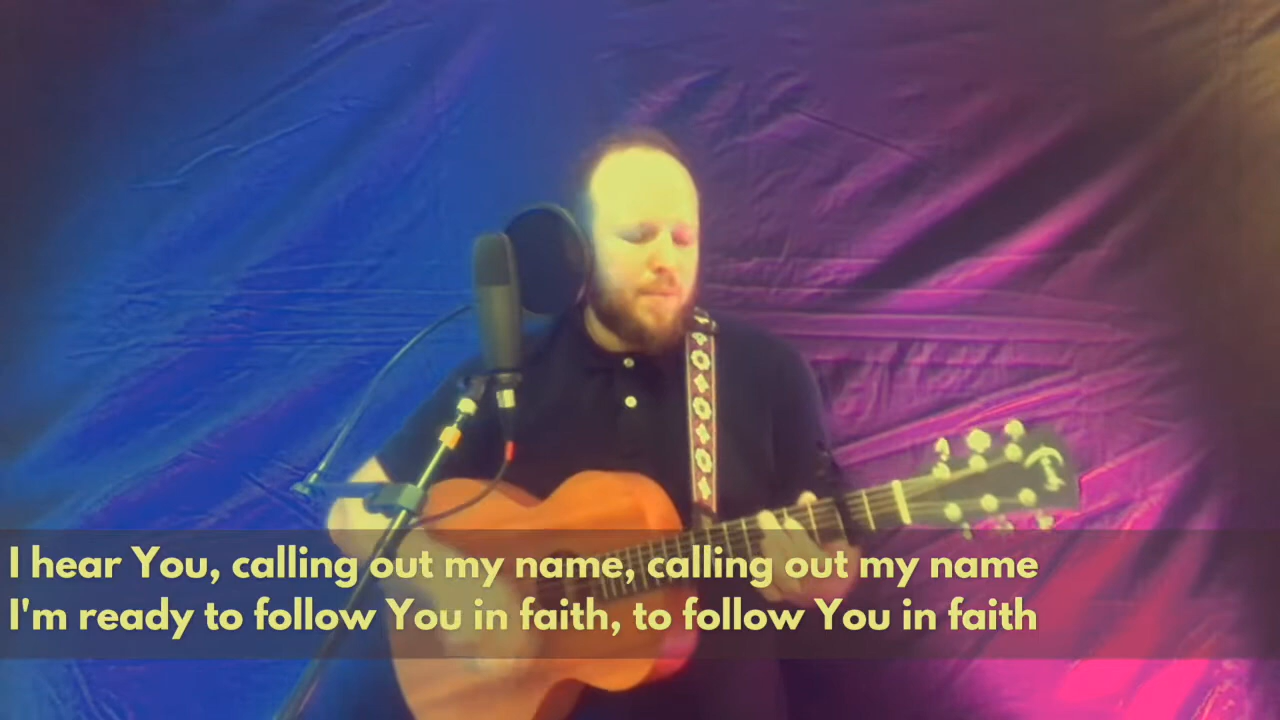 I hear You, calling out my name, calling out my name
I'm ready to follow You in faith, to follow You in faith